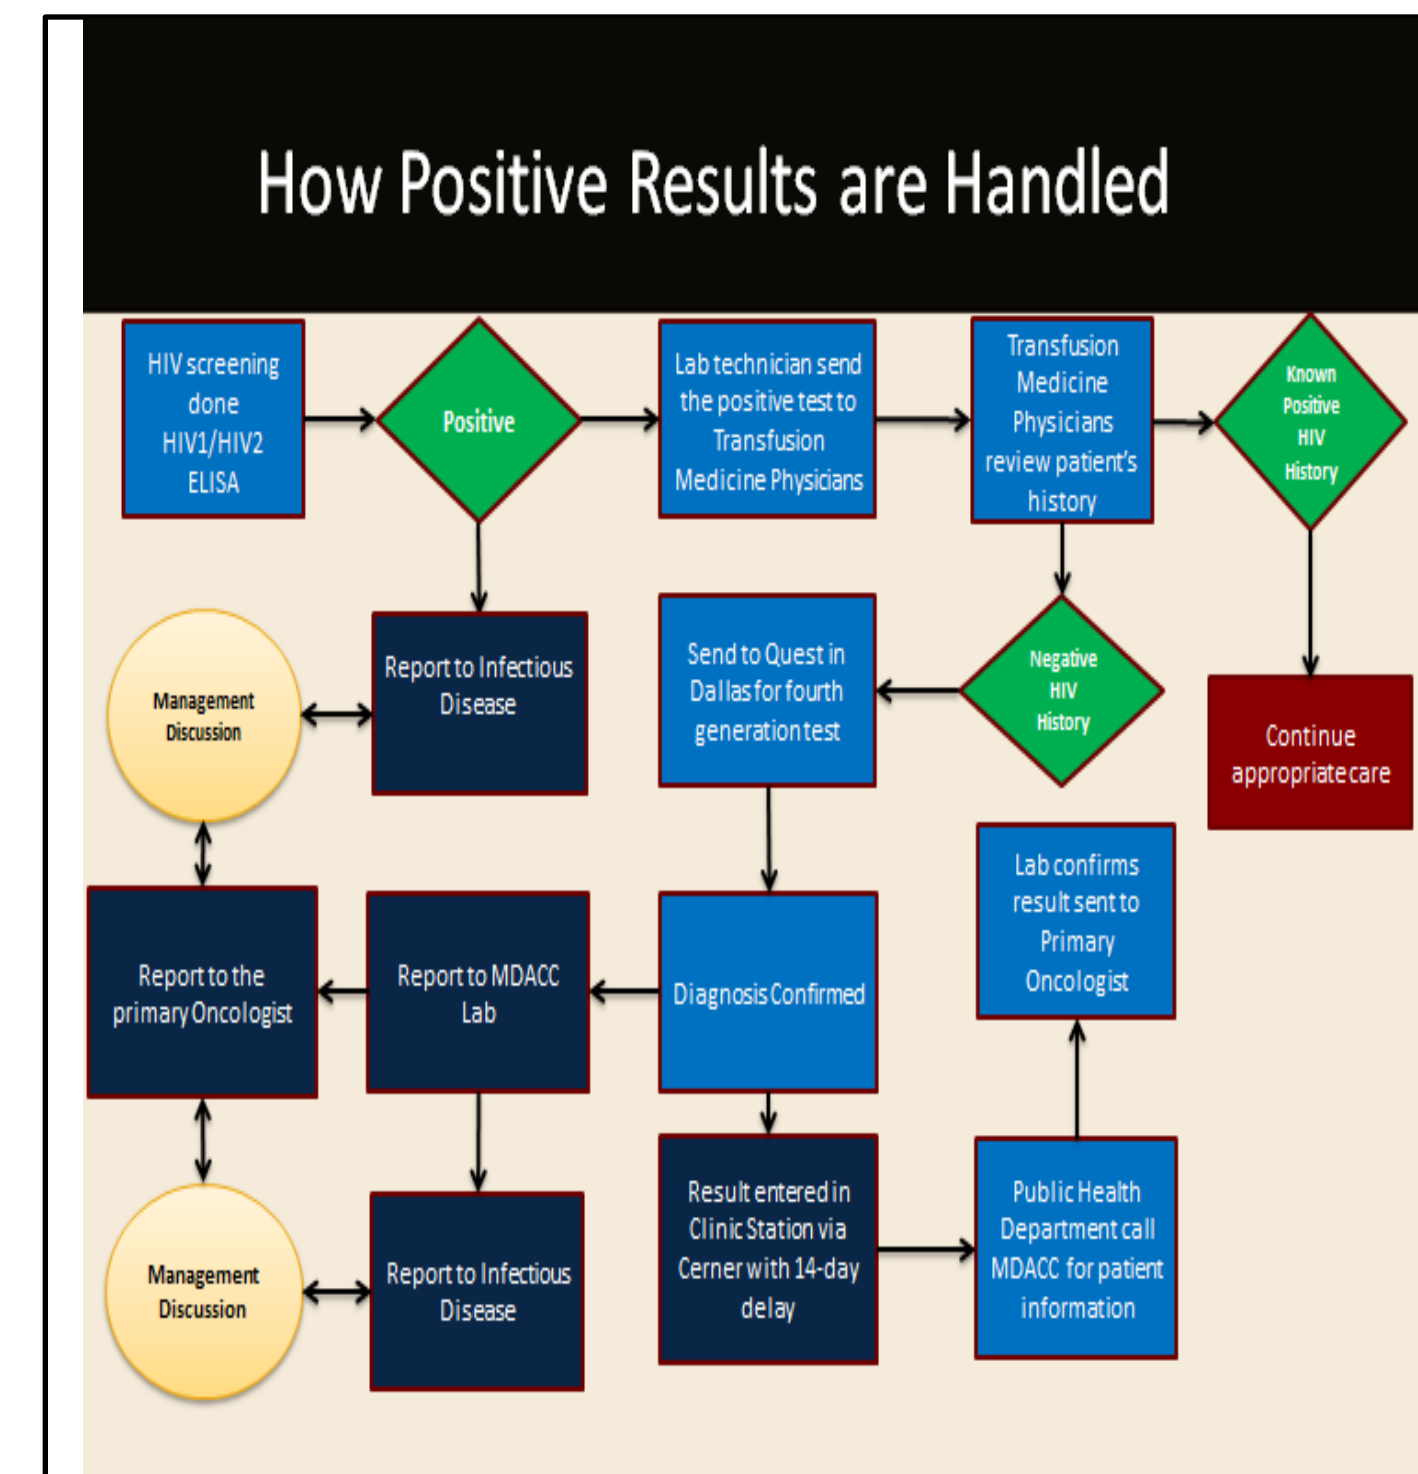 How Positive Results are Handled
HIV screening
done
HIV1/HIV2
ELISA
Positive
Lab technician send
the positive test to
Transfusion
Medicine Physicians
Transfusion
Medicine
Physicians
review patient's
history
Known
Positive
HIV
History
Management
Discussion
Report to Infectious
Disease
Send to Quest in
Dallas for fourth
generation test
Negative
HIV
History
Continue
appropriate care
Report to the
primary Oncologist
Report to MDACC
Lab
Diagnosis Confirmed
Lab confirms
result sent to
Primary
Oncologist
Management
Discussion
Report to Infectious
Disease
Result entered in
Clinic Station via
Cerner with 14-day
delay
Public Health
Department call
MDACC for patient
information